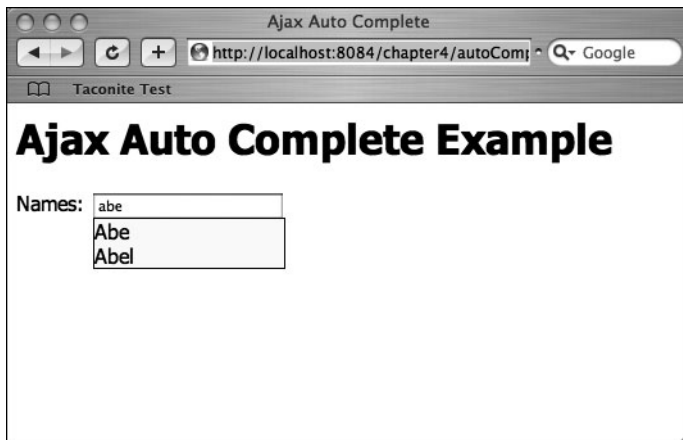 Ajax Auto Complete
http://localhost:8084/chapter4/autoComp
Google
Taconite Test
Ajax Auto Complete Example
Names: abe
Abe
Abel